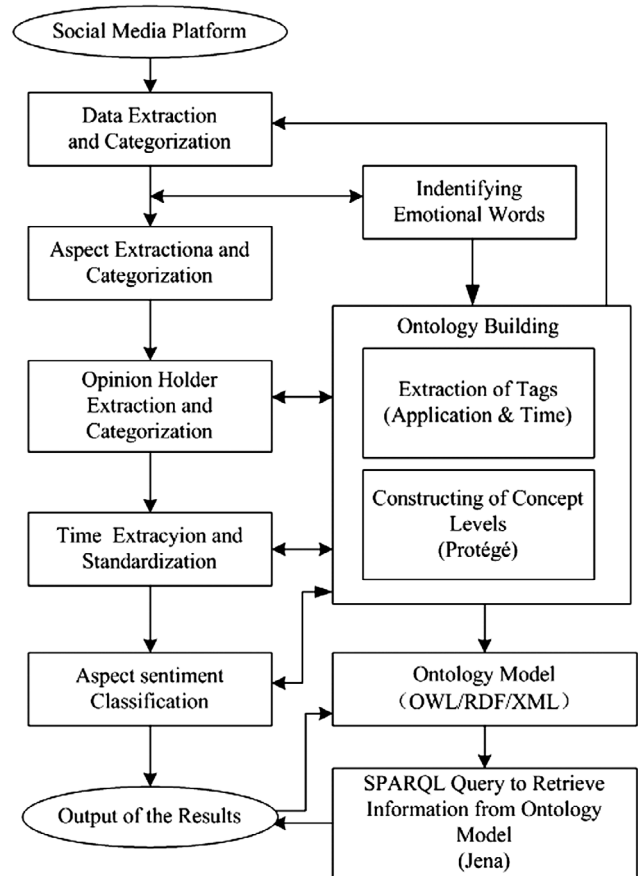 Social Media Platform
Data Extraction
and Categorization
Indentifying
Emotional Words
Aspect Extractiona and
Categorization
Ontology Building
Opinion Holder
Extraction and
Categorization
Extraction of Tags
(Application & Time)
Constructing of Concept
Levels
(Protégé)
Time Extracyion and
Standardization
Aspect sentiment
Classification
Ontology Model
（OWL/RDF/XML）
Output of the Results
SPARQL Query to Retrieve
Information from Ontology
Model
(Jena)